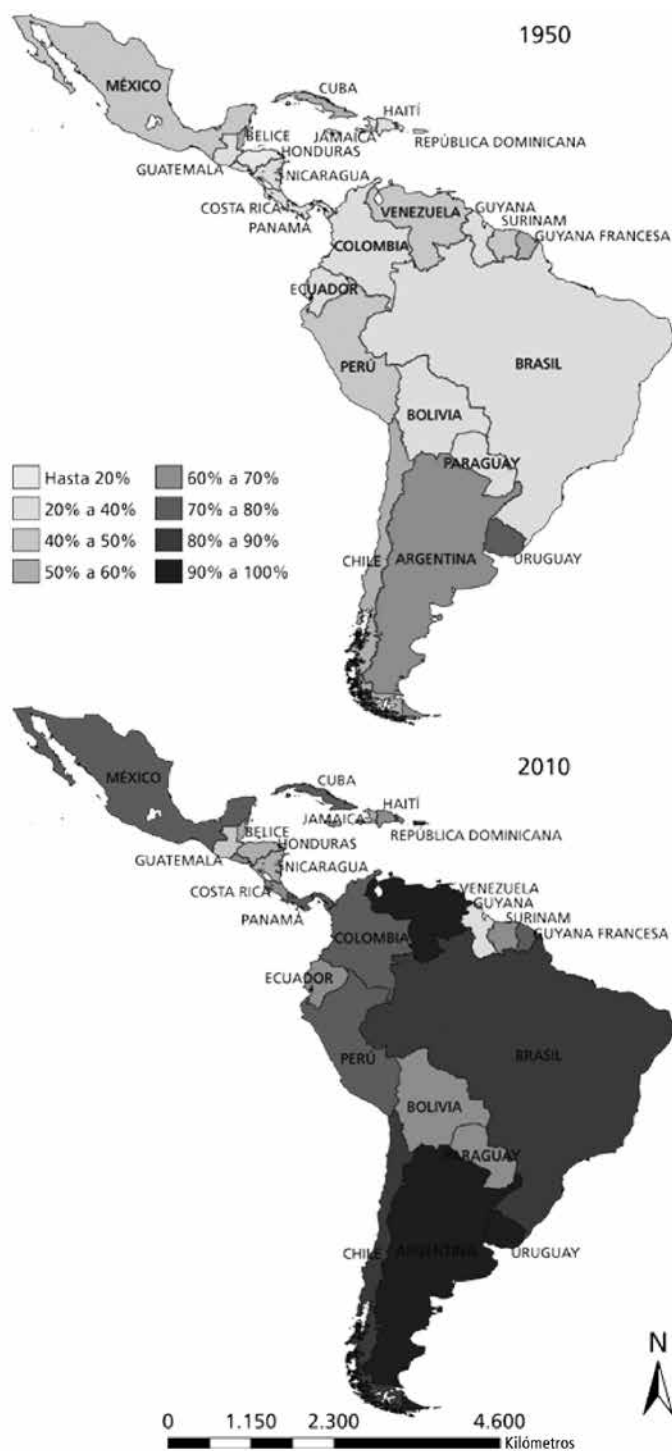 1950
MÉXICO
CUBA
HAITÍ
JAMAICA
REPÚBLICA DOMINICANA
BELICE
HONDURAS
GUATEMALA
NICARAGUA
COSTA RICA
PANAMÁ
VENEZUELA
GUYANA
SURINAM
GUYANA FRANCESA
COLOMBIA
ECUADOR
PERÚ
BRASIL
BOLIVIA
PARAGUAY
CHILE
ARGENTINA
URUGUAY
Hasta 20%
20% a 40%
40% a 50%
50% a 60%
60% a 70%
70% a 80%
80% a 90%
90% a 100%
2010
MÉXICO
CUBA
HAITÍ
JAMAICA
REPÚBLICA DOMINICANA
BELICE
HONDURAS
GUATEMALA
NICARAGUA
COSTA RICA
PANAMÁ
VENEZUELA
GUYANA
SURINAM
GUYANA FRANCESA
COLOMBIA
ECUADOR
PERÚ
BRASIL
BOLIVIA
PARAGUAY
CHILE
ARGENTINA
URUGUAY
N
0 1.150 2.300 4.600
Kilómetros